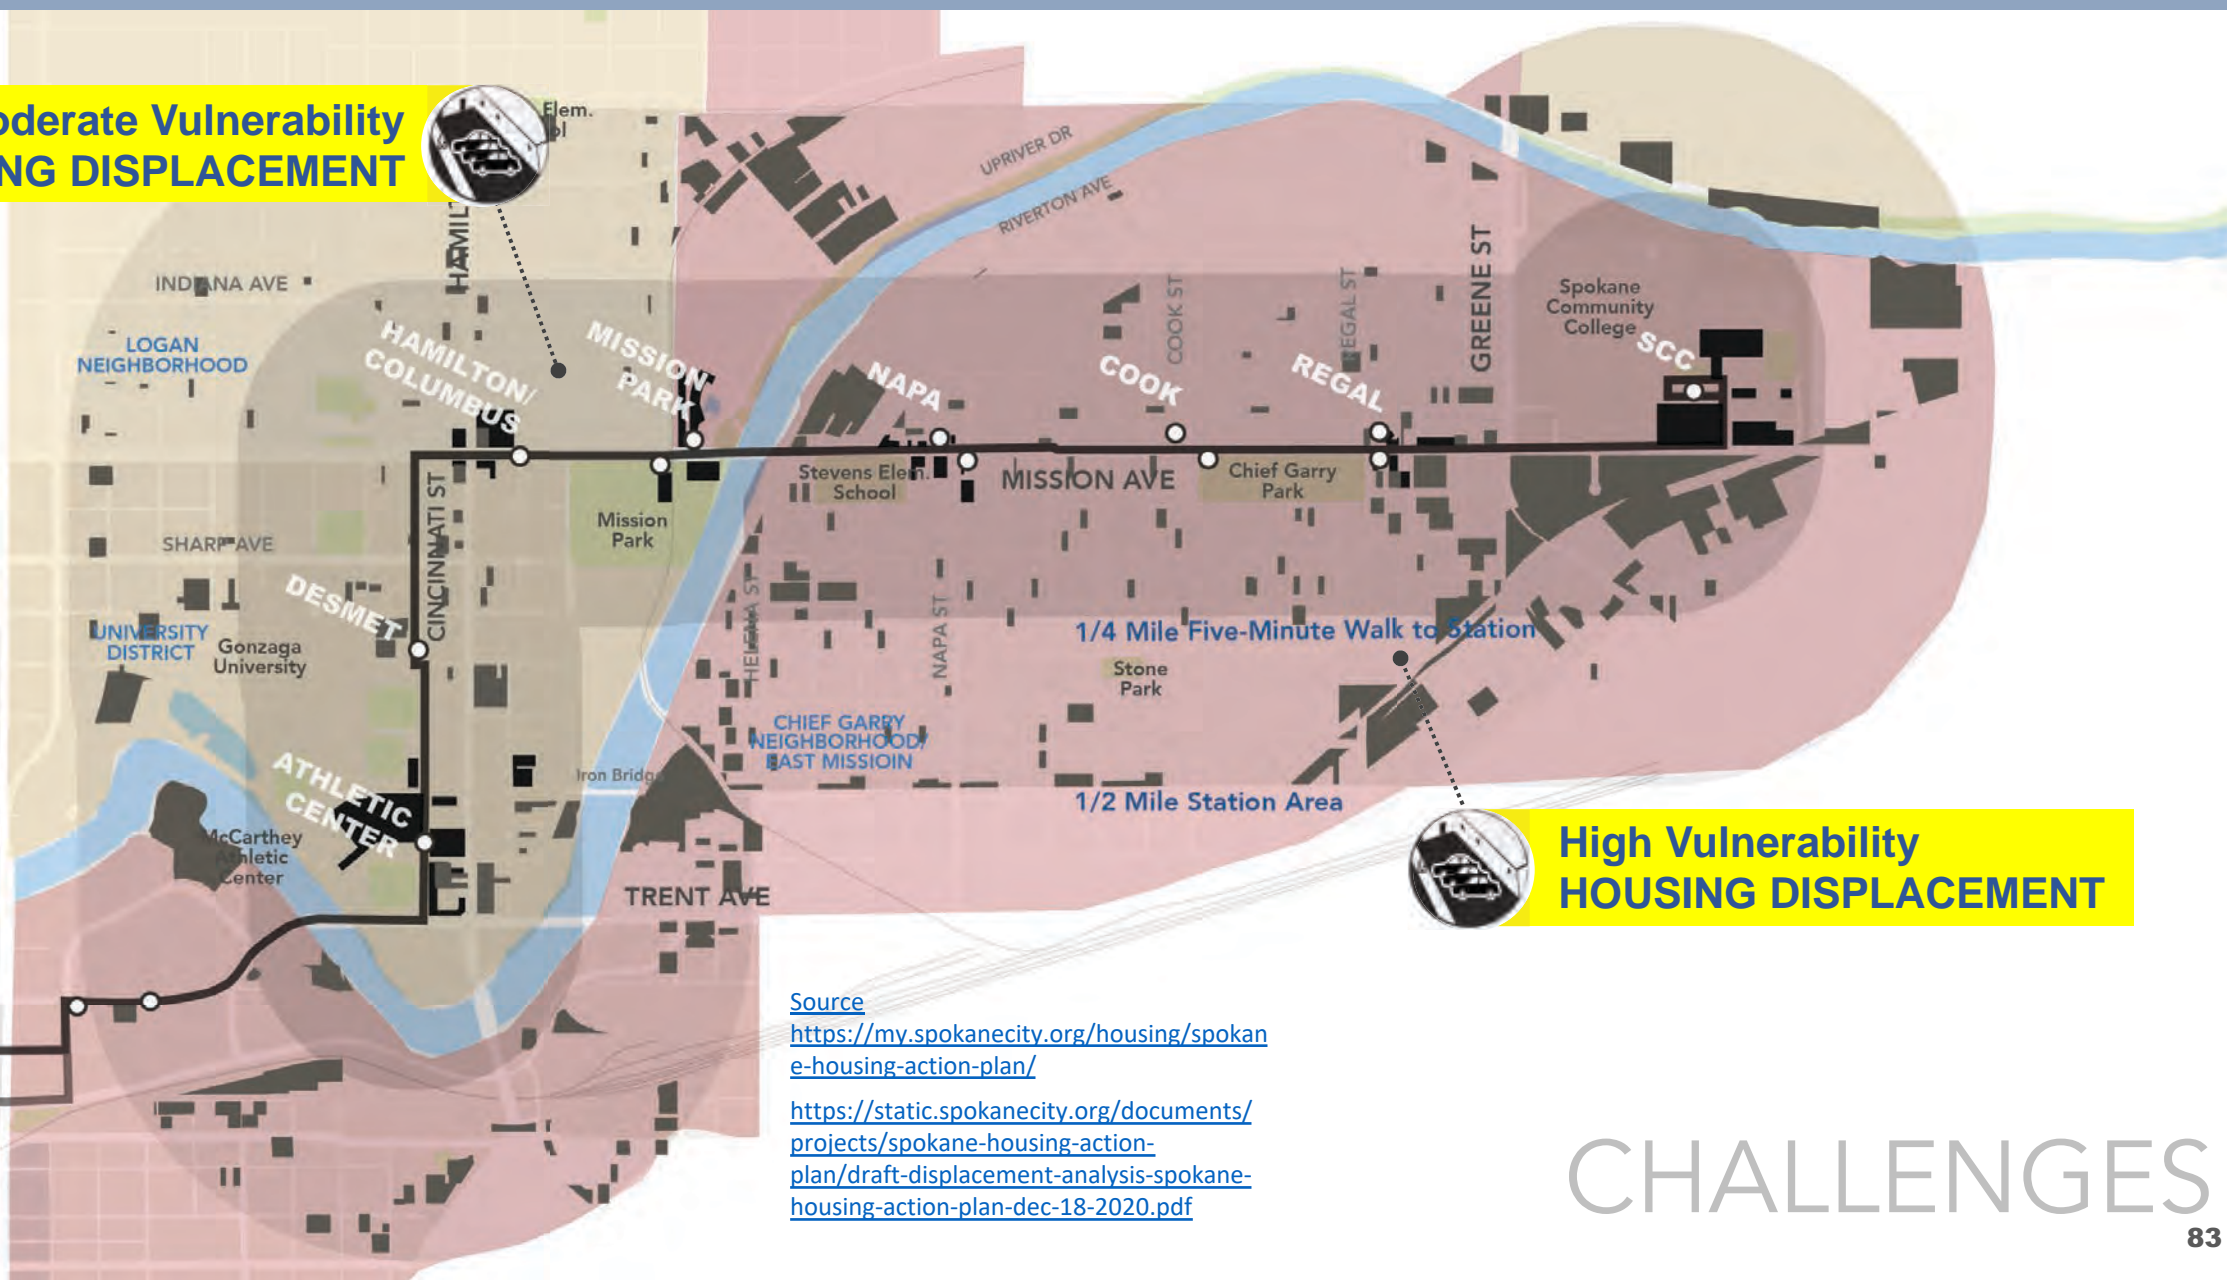 oderate Vulnerability
NG DISPLACEMENT
Elem.
HAMIL
UPRIVER DR
RIVERTON AVE
INDIANA AVE
LOGAN
NEIGHBORHOOD
HAMILTON/
COLUMBUS
MISSION
PARK
NAPA
COOK
COOK ST
REGAL
REGAL ST
GREENE ST
Spokane
Community
College
SCC
Stevens Elem.
School
MISSION AVE
Chief Garry
Park
Mission
Park
SHARP AVE
CINCINNATI ST
DESMET
UNIVERSITY
DISTRICT
Gonzaga
University
HELENA ST
NAPA ST
1/4 Mile Five-Minute Walk to Station
Stone
Park
CHIEF GARRY
NEIGHBORHOOD/
EAST MISSIOIN
Iron Bridge
ATHLETIC
CENTER
McCarthey
Athletic
Center
1/2 Mile Station Area
TRENT AVE
High Vulnerability
HOUSING DISPLACEMENT
Source
https://my.spokanecity.org/housing/spokan
e-housing-action-plan/
https://static.spokanecity.org/documents/
projects/spokane-housing-action-
plan/draft-displacement-analysis-spokane-
housing-action-plan-dec-18-2020.pdf
CHALLENGES
83